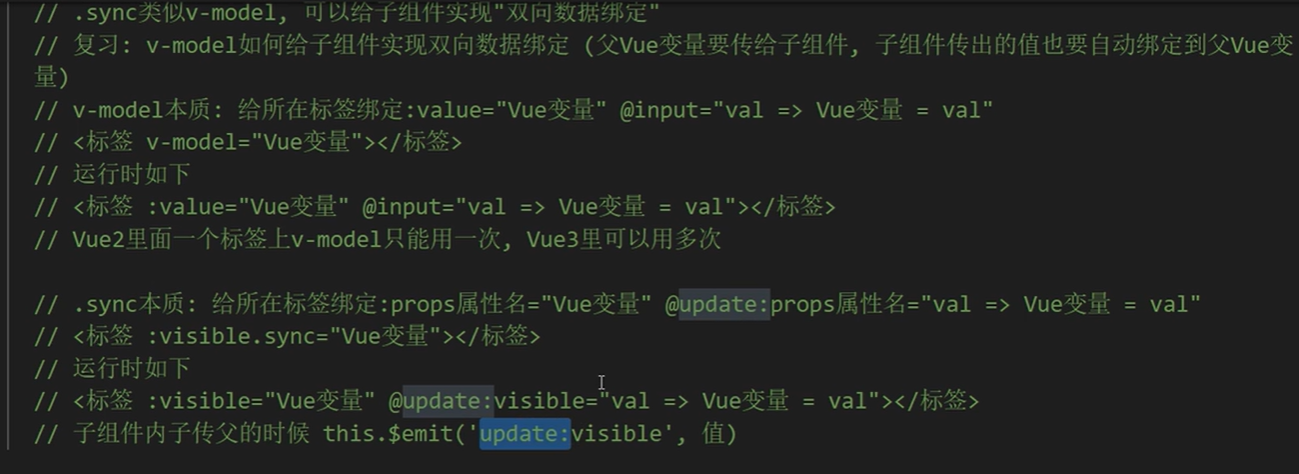 // .sync类似v-model, 可以给子组件实现"双向数据绑定"
// 复习: v-model如何给子组件实现双向数据绑定 (父Vue变量要传给子组件, 子组件传出的值也要自动绑定到父Vue变
量)
// v-model本质: 给所在标签绑定:value="Vue变量" @input="val => Vue变量 = val"
// <标签 v-model="Vue变量"></标签>
// 运行时如下
// <标签 :value="Vue变量" @input="val => Vue变量 = val"></标签>
// Vue2里面一个标签上v-model只能用一次, Vue3里可以用多次
// .sync本质: 给所在标签绑定:props属性名="Vue变量" @update:props属性名="val => Vue变量 = val"
// <标签 :visible.sync="Vue变量"></标签>
// 运行时如下
// <标签 :visible="Vue变量" @update:visible="val => Vue变量 = val"></标签>
// 子组件内子传父的时候 this.$emit('update:visible', 值)